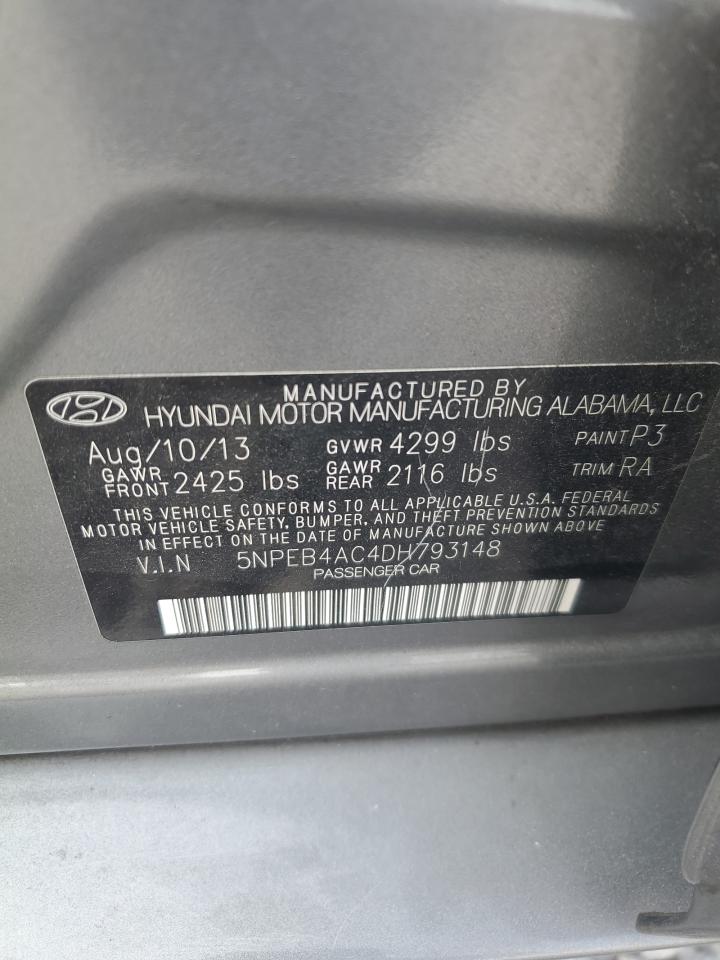 MANUFACTURED BY
HYUNDAI MOTOR MANUFACTURING ALABAMA, LLC
Aug/10/13 GVWR 4299 lbs PAINT P3
GAWR FRONT 2425 lbs GAWR REAR 2116 lbs TRIM RA
THIS VEHICLE CONFORMS TO ALL APPLICABLE U.S.A. FEDERAL
MOTOR VEHICLE SAFETY, BUMPER, AND THEFT PREVENTION STANDARDS
IN EFFECT ON THE DATE OF MANUFACTURE SHOWN ABOVE
V.I.N 5NPEB4AC4DH793148
PASSENGER CAR